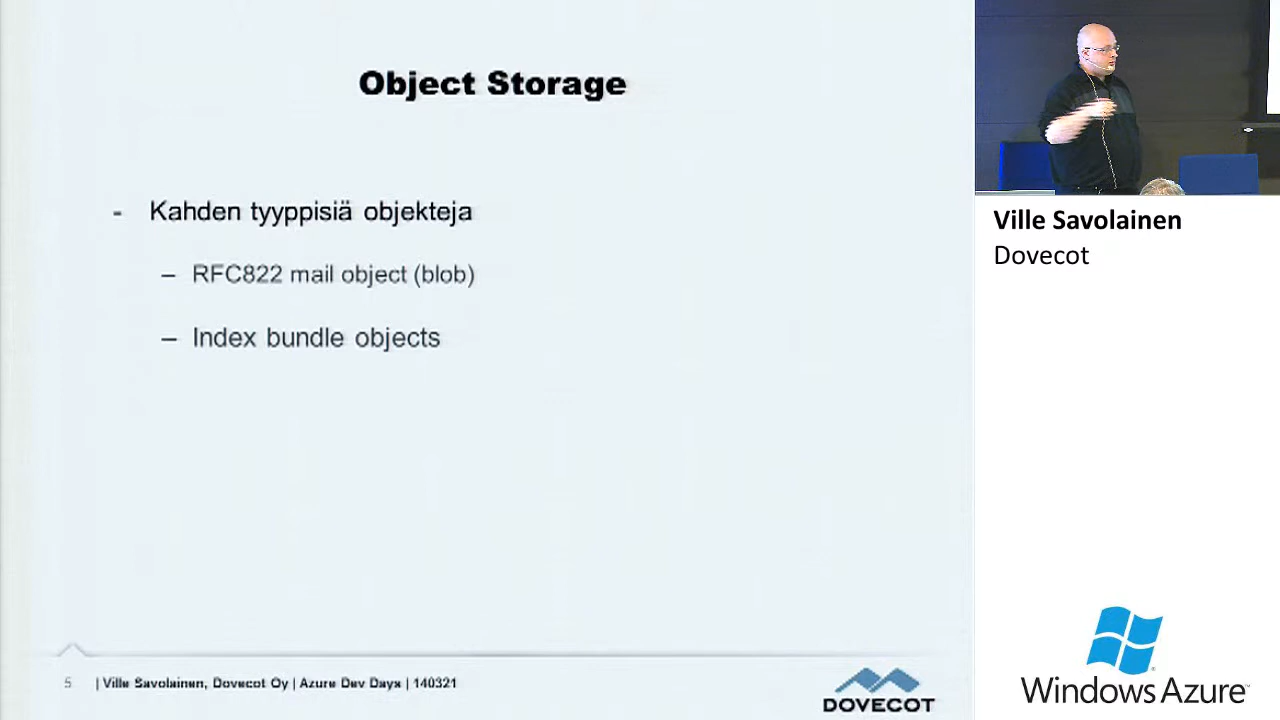 Object Storage
- Kahden tyyppisiä objekteja
– RFC822 mail object (blob)
– Index bundle objects
5 | Ville Savolainen, Dovecot Oy | Azure Dev Days | 140321
DOVECOT
Ville Savolainen
Dovecot
Windows Azure